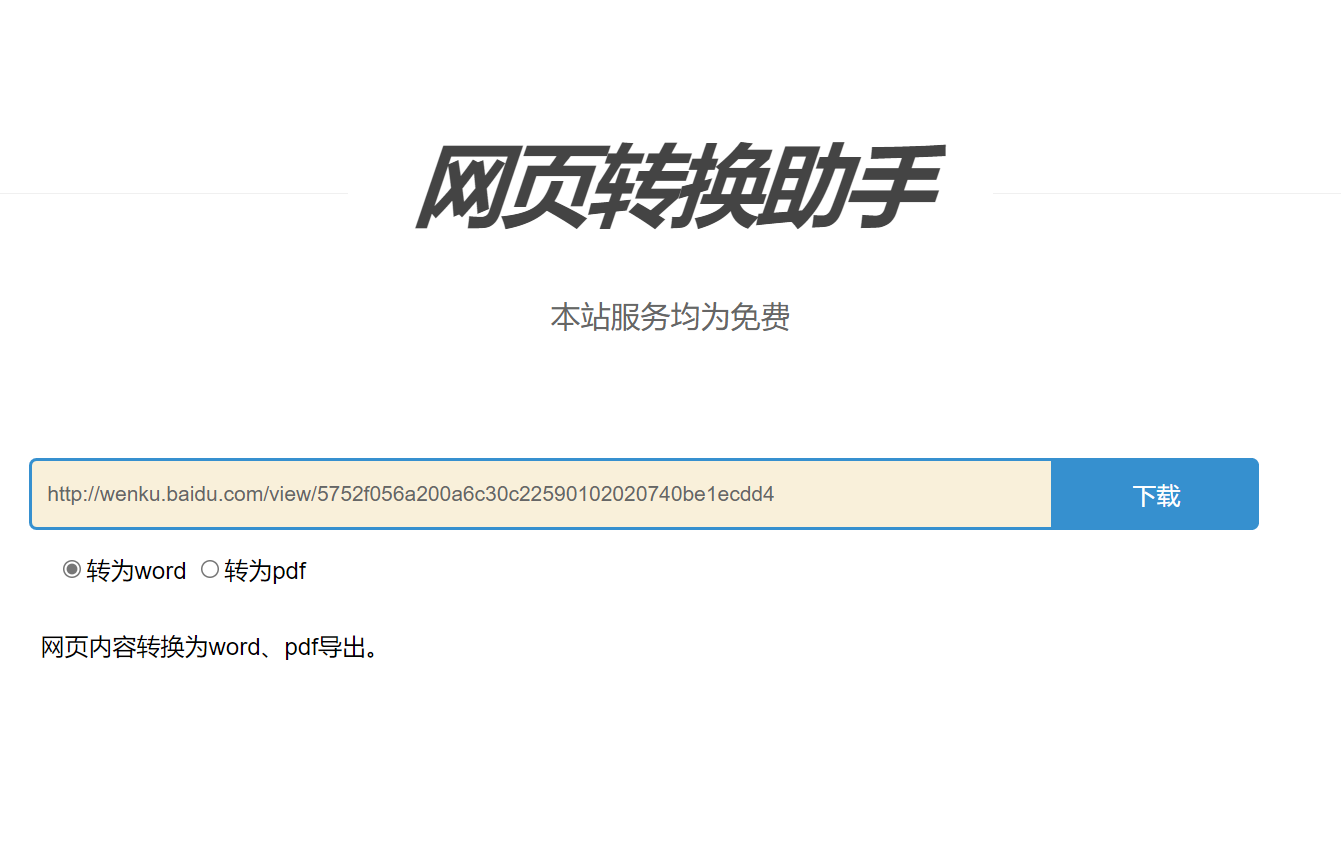 网页转换助手
本站服务均为免费
http://wenku.baidu.com/view/5752f056a200a6c30c22590102020740be1ecdd4
下载
转为word 转为pdf
网页内容转换为word、pdf导出。